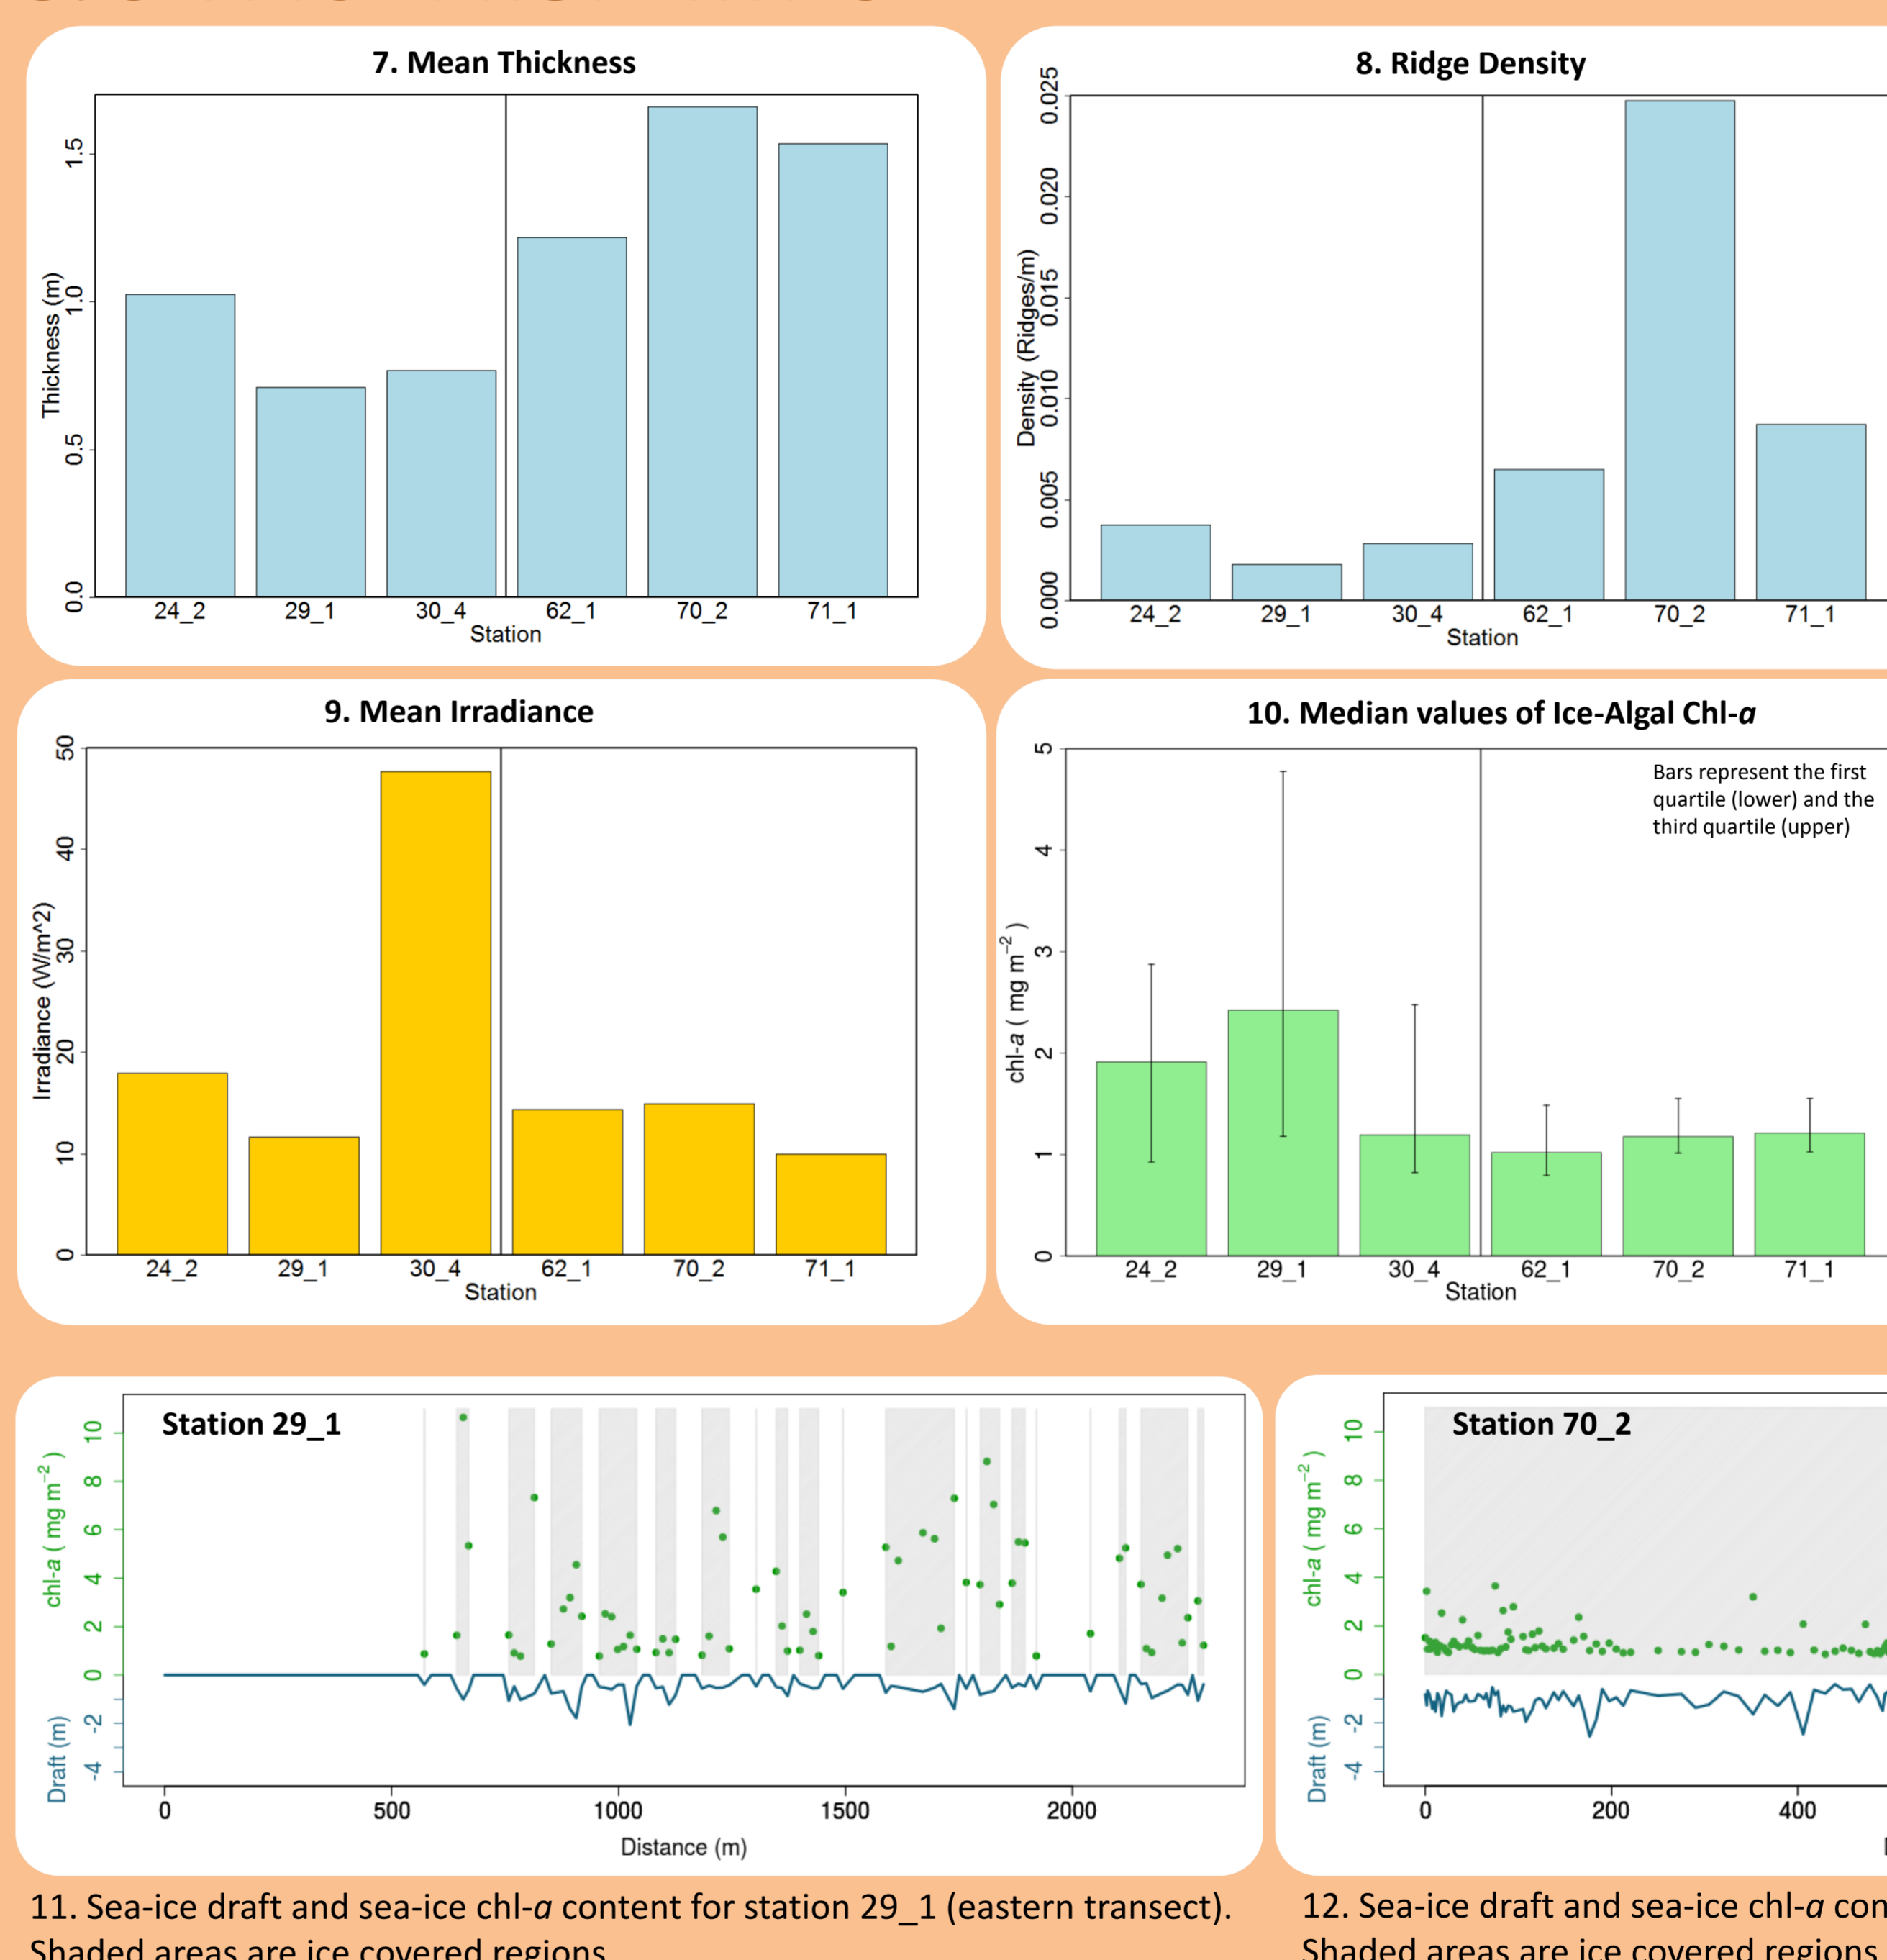 7. Mean Thickness
Thickness (m)
0.0
0.5
1.0
1.5
24_2
29_1
30_4
62_1
70_2
71_1
Station
8. Ridge Density
Density (Ridges/m)
0.000
0.005
0.010
0.015
0.020
0.025
24_2
29_1
30_4
62_1
70_2
71_1
Station
9. Mean Irradiance
Irradiance (W/m^2)
0
10
20
30
40
50
24_2
29_1
30_4
62_1
70_2
71_1
Station
10. Median values of Ice-Algal Chl-a
Bars represent the first
quartile (lower) and the
third quartile (upper)
chl-a ( mg m⁻² )
0
1
2
3
4
5
24_2
29_1
30_4
62_1
70_2
71_1
Station
Station 29_1
chl-a ( mg m⁻² )
10
8
6
4
2
0
-2
-4
Draft (m)
0
500
1000
1500
2000
Distance (m)
11. Sea-ice draft and sea-ice chl-a content for station 29_1 (eastern transect).
Shaded areas are ice covered regions
Station 70_2
chl-a ( mg m⁻² )
10
8
6
4
2
0
-2
-4
Draft (m)
0
200
400
12. Sea-ice draft and sea-ice chl-a con
Shaded areas are ice covered regions